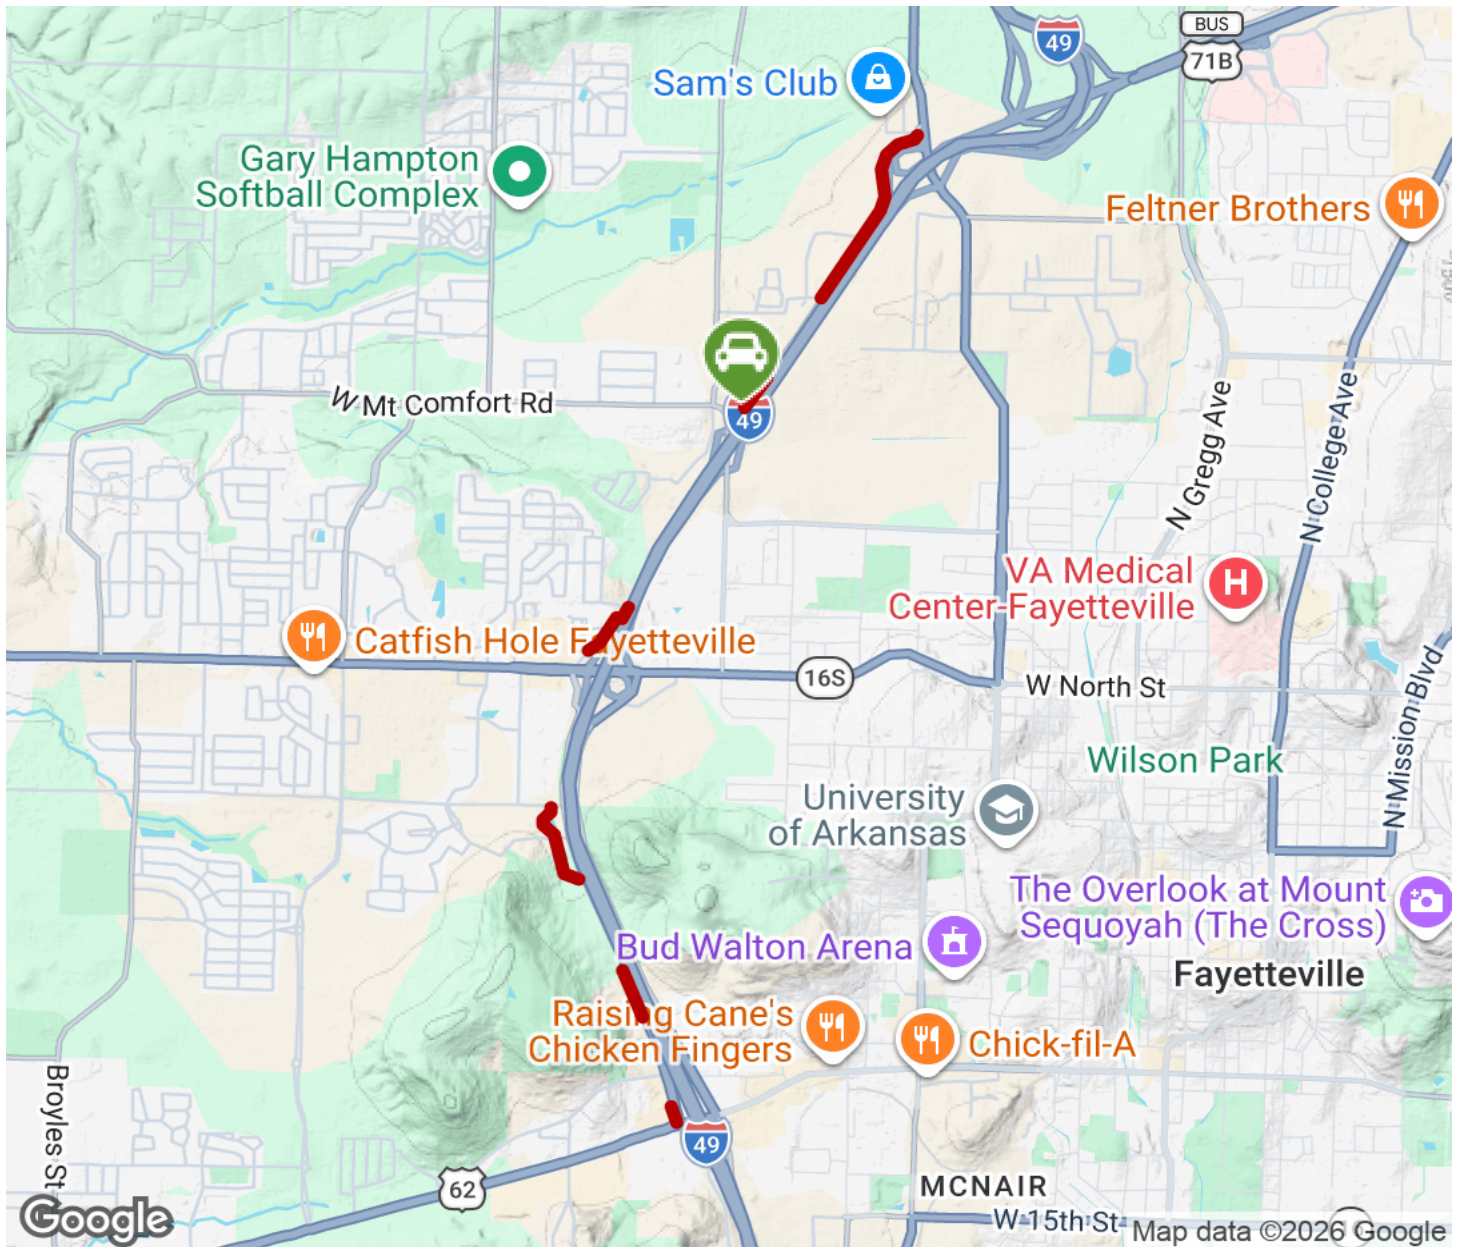 BUS
49
71B
Sam's Club
Gary Hampton
Softball Complex
Feltner Brothers
W Mt Comfort Rd
49
N Gregg Ave
N College Ave
VA Medical
Center-Fayetteville
H
Catfish Hole Fayetteville
16S
W North St
N Mission Blvd
Wilson Park
University
of Arkansas
The Overlook at Mount
Sequoyah (The Cross)
Bud Walton Arena
Fayetteville
Raising Cane's
Chicken Fingers
Chick-fil-A
Broyles St
49
62
MCNAIR
W 15th St
Google
Map data ©2026 Google